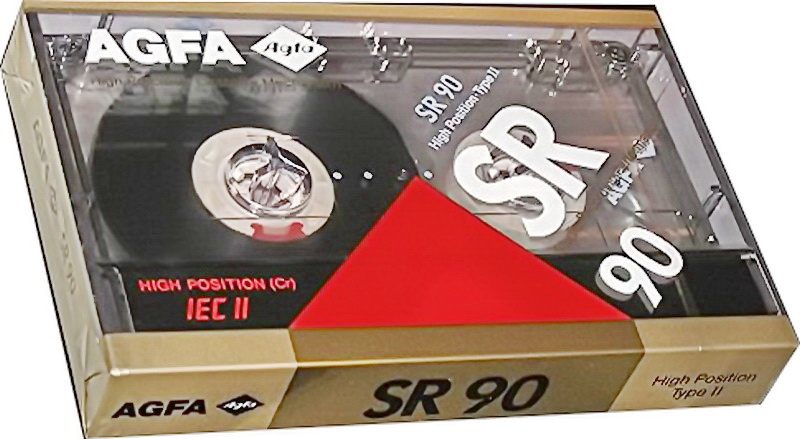 AGFA Agfa
SR 90
High Position Type II
SR
AGFA
90
HIGH POSITION (Cr)
IEC II
AGFA Agfa
SR 90
High Position
Type II